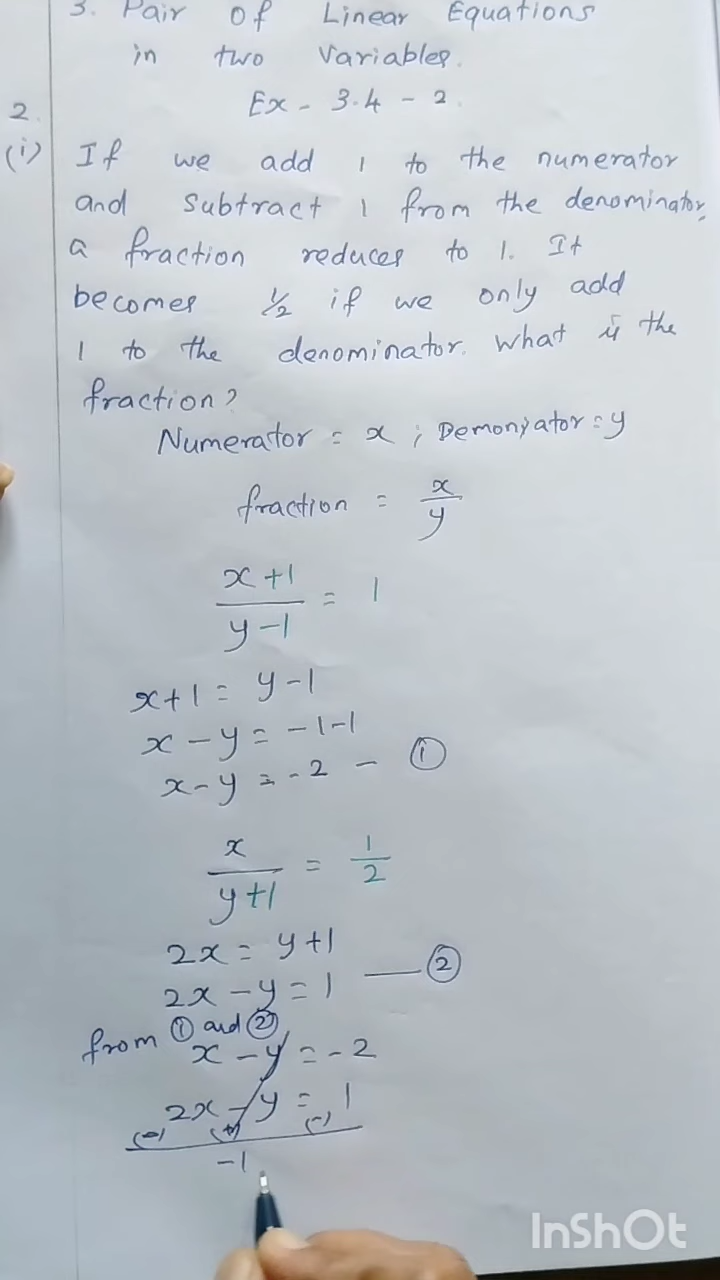 3. Pair of Linear Equations
in two Variables.
Ex - 3.4 - 2.
2.
(i) If we add 1 to the numerator
and subtract 1 from the denominator,
a fraction reduces to 1. It
becomes 1/2 if we only add
1 to the denominator. What is the
fraction?
Numerator = x ; Demoniator = y
fraction = x/y
(x+1)/(y-1) = 1
x+1 = y-1
x-y = -1-1
x-y = -2 - ①
x/(y+1) = 1/2
2x = y+1
2x-y = 1 — ②
from ① and ②
x-y = -2
2x-y = 1
(-) (+) (-)
-1
InShOt